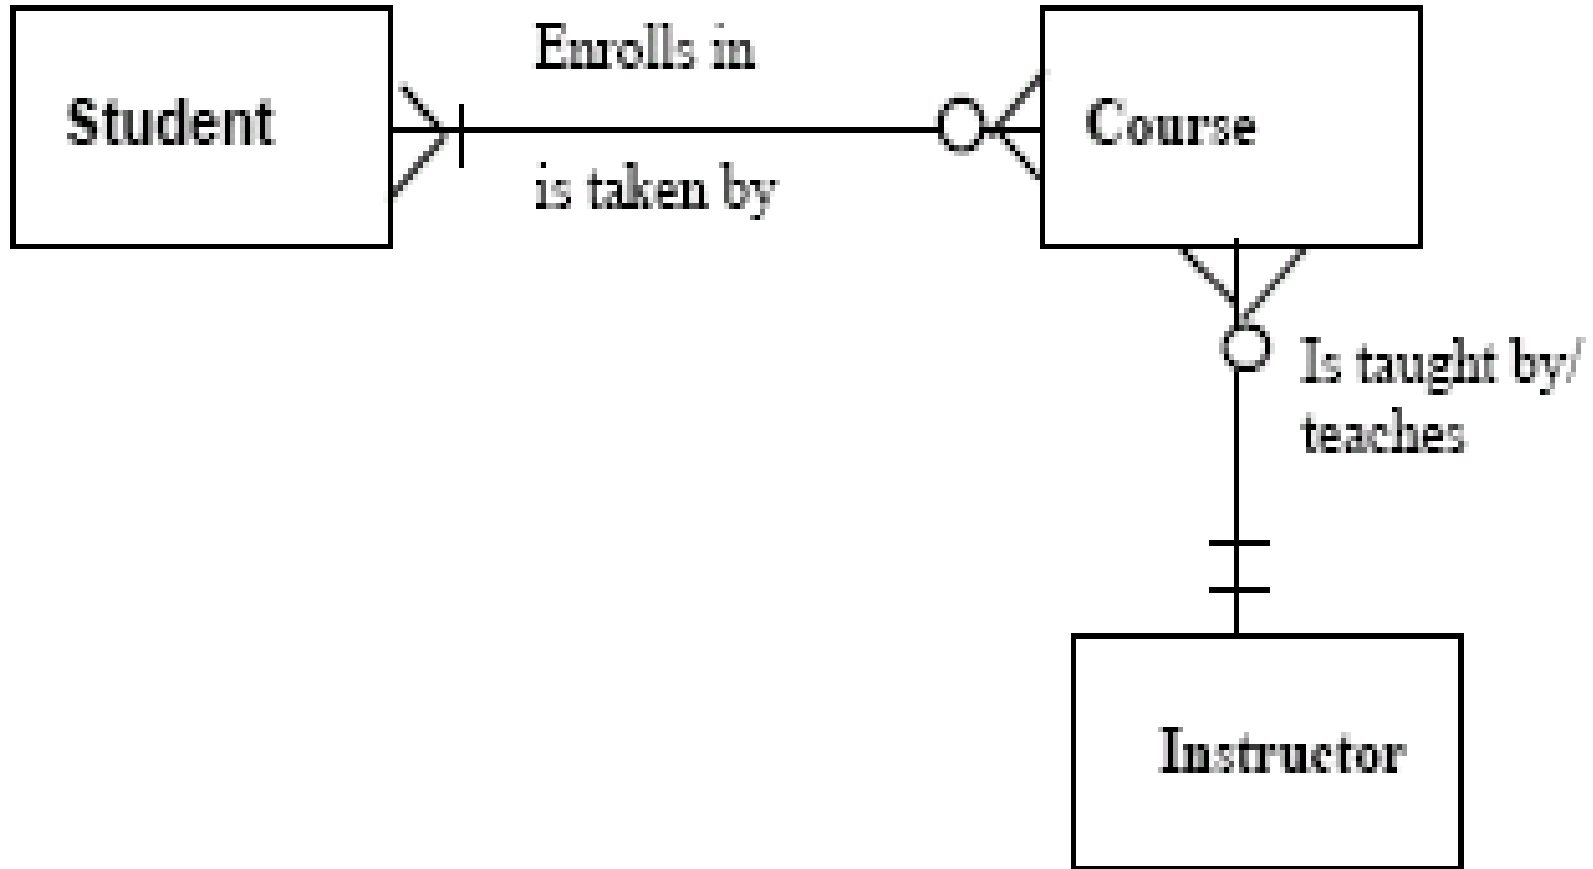 Student
Enrolls in
is taken by
Course
Is taught by/
teaches
Instructor